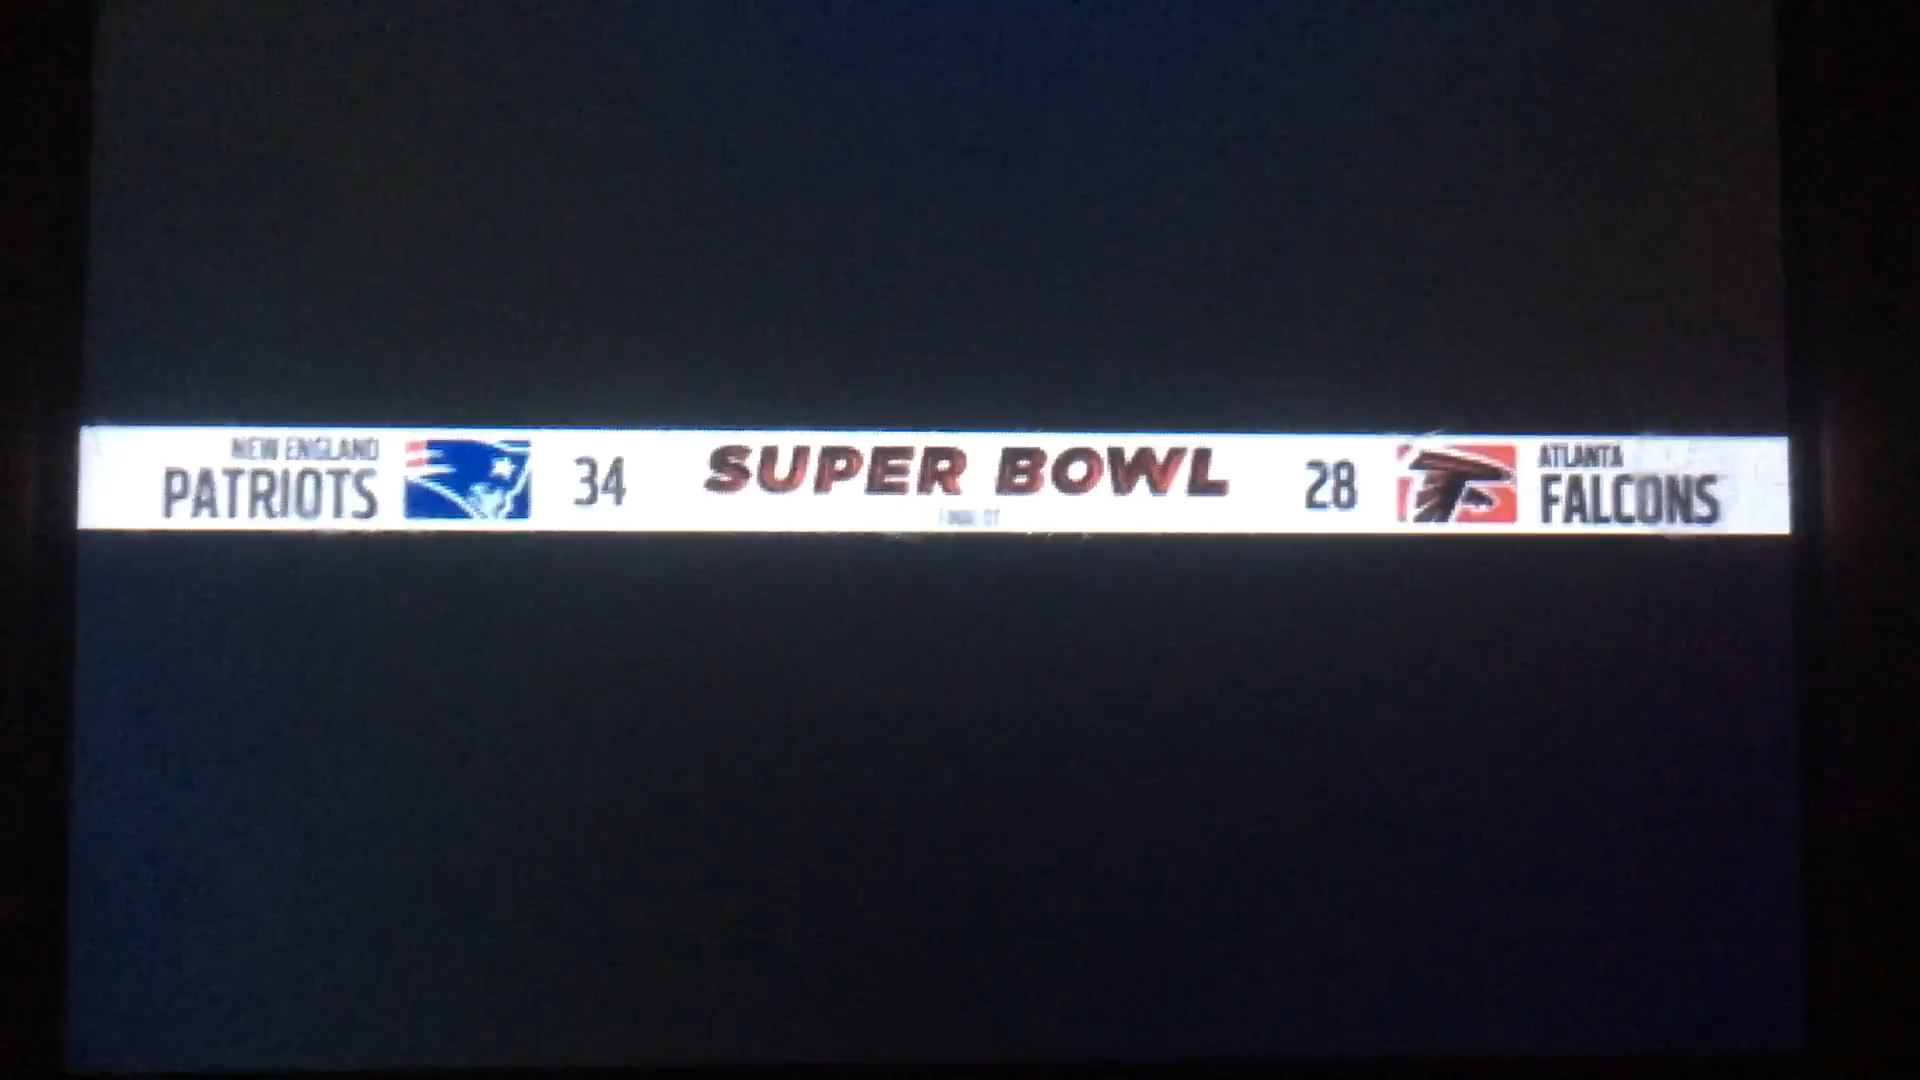 NEW ENGLAND
PATRIOTS
34
SUPER BOWL
FINAL OT
28
ATLANTA
FALCONS